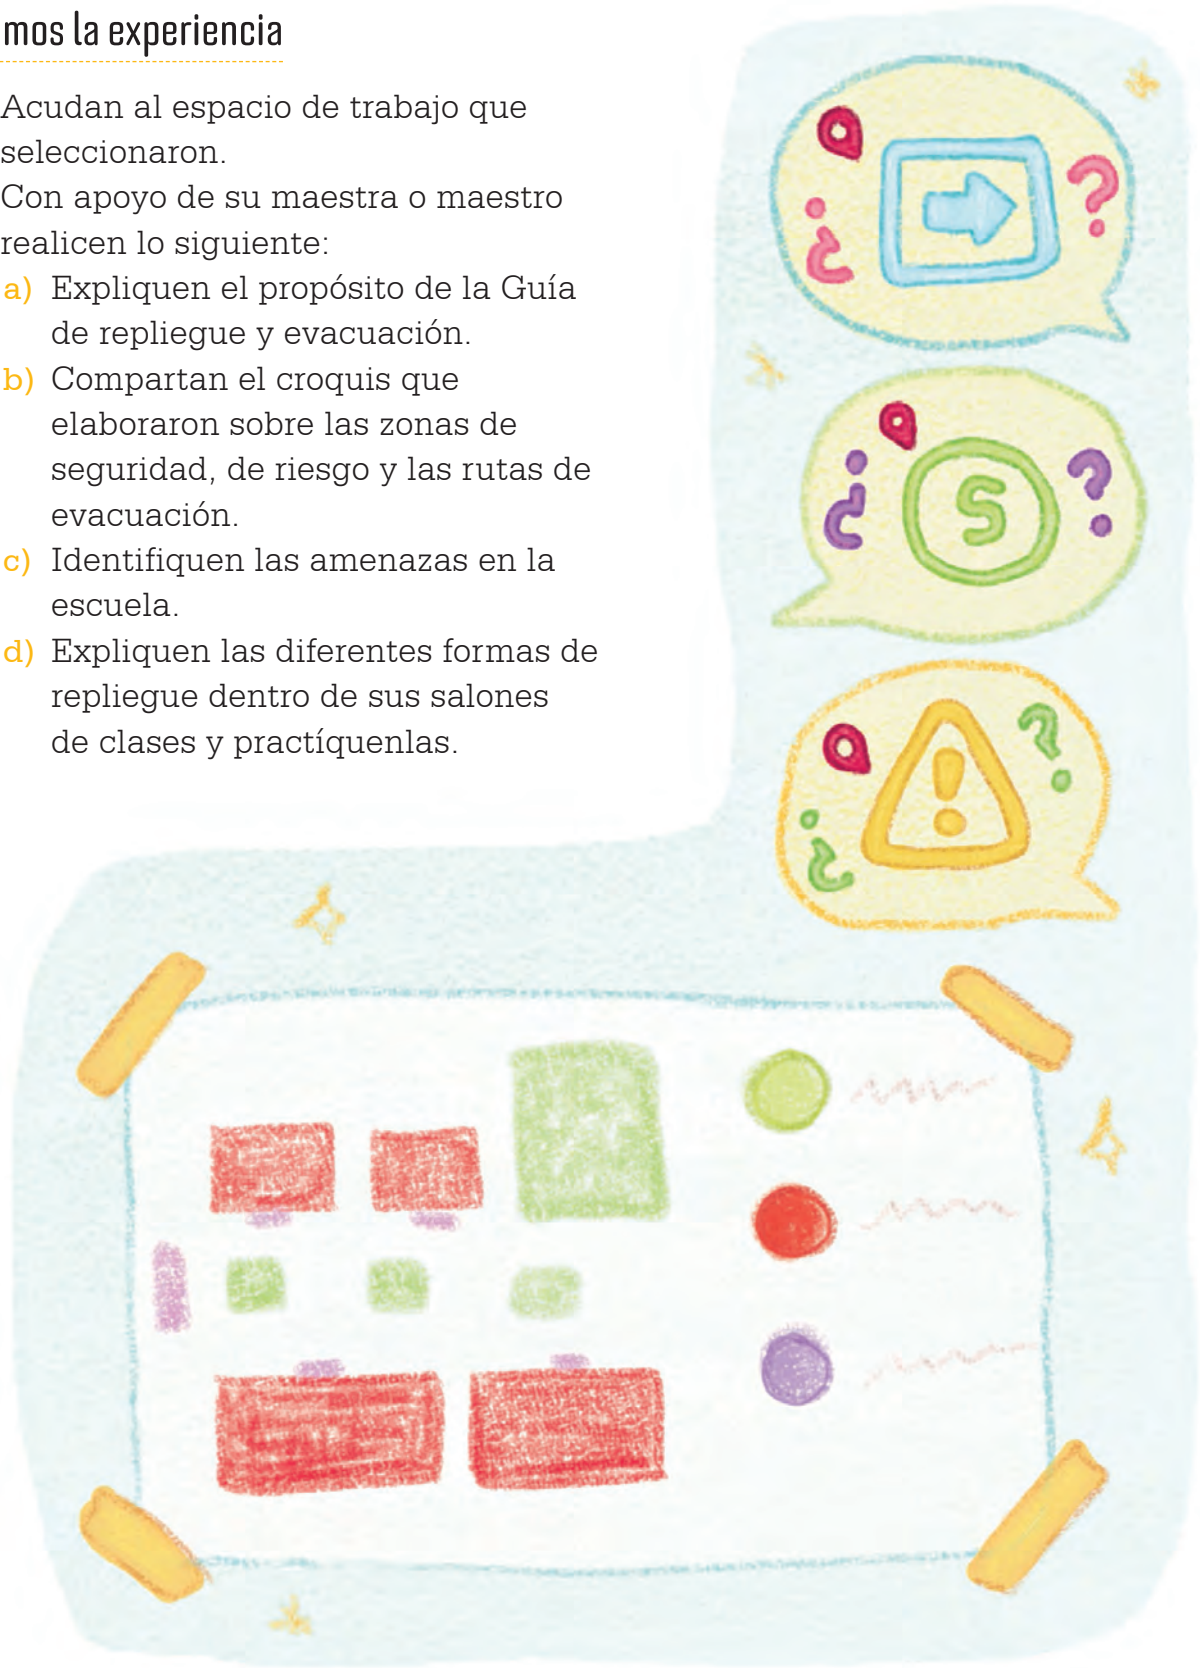 mos la experiencia
Acudan al espacio de trabajo que
seleccionaron.
Con apoyo de su maestra o maestro
realicen lo siguiente:
a) Expliquen el propósito de la Guía
de repliegue y evacuación.
b) Compartan el croquis que
elaboraron sobre las zonas de
seguridad, de riesgo y las rutas de
evacuación.
c) Identifiquen las amenazas en la
escuela.
d) Expliquen las diferentes formas de
repliegue dentro de sus salones
de clases y practíquenlas.
¿ ?
¿ S ?
¿ ! ?